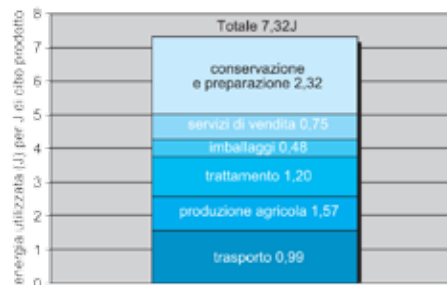 energia utilizzata (J) per J di cibo prodotto
8
7
6
5
4
3
2
1
0
Totale 7,32J
conservazione
e preparazione 2,32
servizi di vendita 0,75
imballaggi 0,48
trattamento 1,20
produzione agricola 1,57
trasporto 0,99